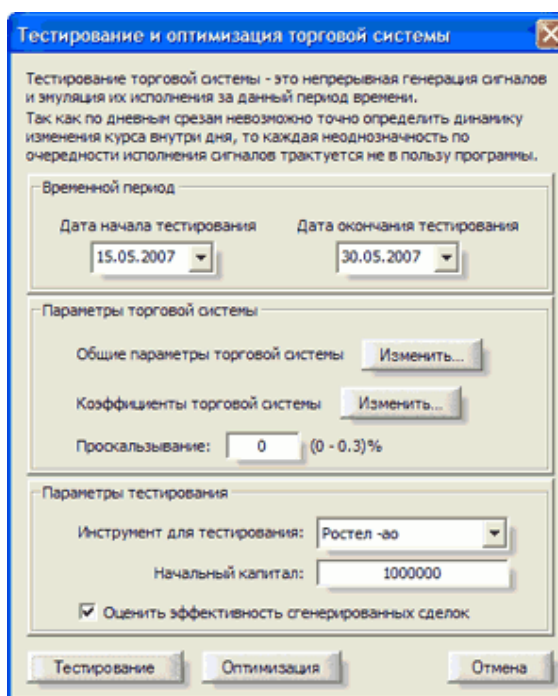 Тестирование и оптимизация торговой системы
Тестирование торговой системы - это непрерывная генерация сигналов
и эмуляция их исполнения за данный период времени.
Так как по дневным срезам невозможно точно определить динамику
изменения курса внутри дня, то каждая неоднозначность по
очередности исполнения сигналов трактуется не в пользу программы.
Временной период
Дата начала тестирования Дата окончания тестирования
15.05.2007 30.05.2007
Параметры торговой системы
Общие параметры торговой системы Изменить...
Коэффициенты торговой системы Изменить...
Проскальзывание: 0 (0 - 0.3)%
Параметры тестирования
Инструмент для тестирования: Ростел -ао
Начальный капитал: 1000000
Оценить эффективность сгенерированных сделок
Тестирование Оптимизация Отмена